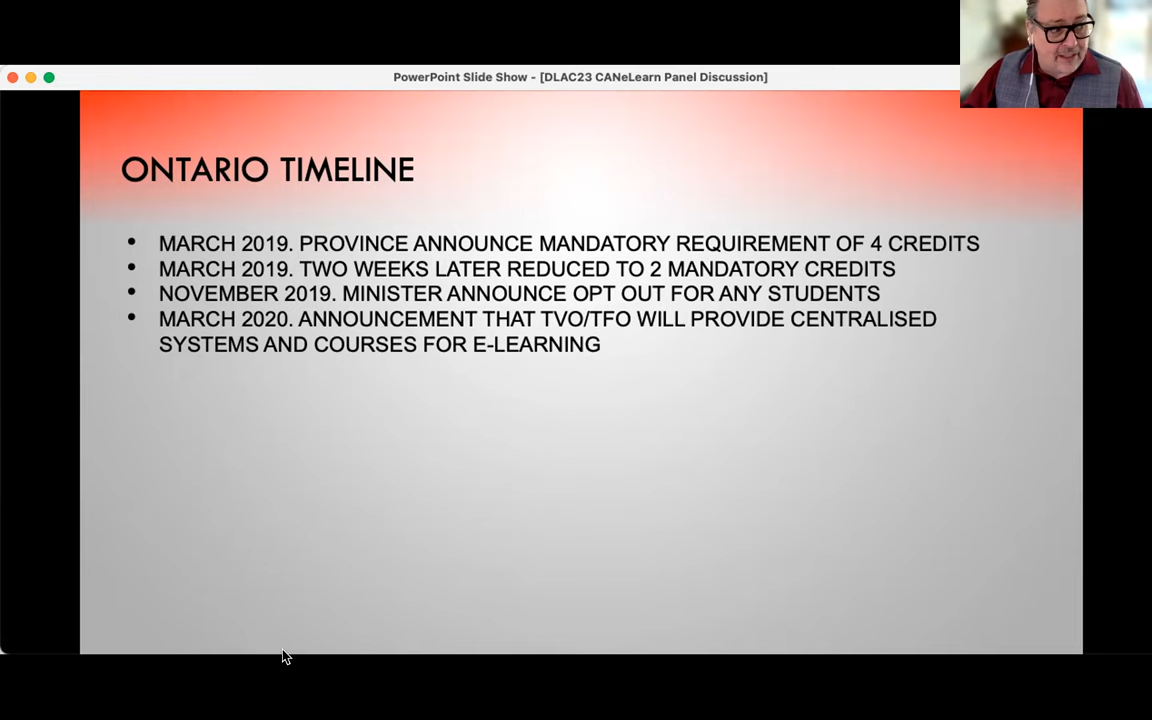 PowerPoint Slide Show - [DLAC23 CANeLearn Panel Discussion]
ONTARIO TIMELINE
• MARCH 2019. PROVINCE ANNOUNCE MANDATORY REQUIREMENT OF 4 CREDITS
• MARCH 2019. TWO WEEKS LATER REDUCED TO 2 MANDATORY CREDITS
• NOVEMBER 2019. MINISTER ANNOUNCE OPT OUT FOR ANY STUDENTS
• MARCH 2020. ANNOUNCEMENT THAT TVO/TFO WILL PROVIDE CENTRALISED
SYSTEMS AND COURSES FOR E-LEARNING